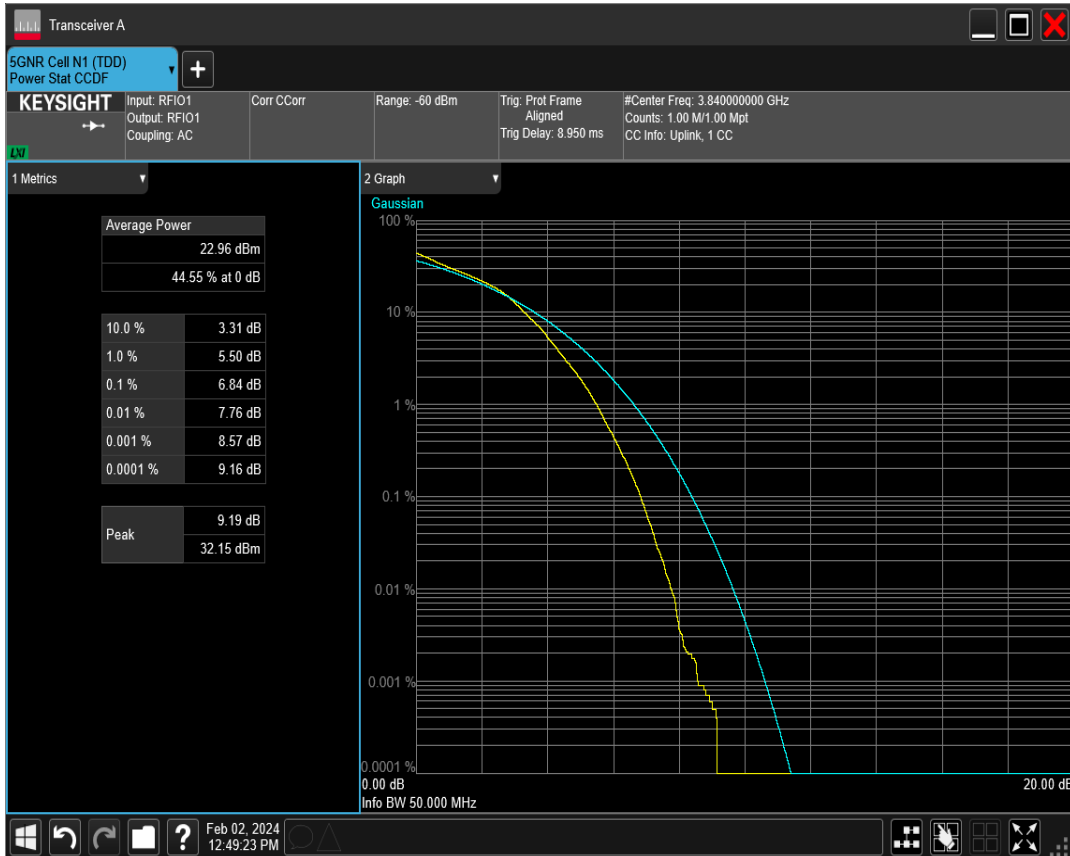 Transceiver A
5GNR Cell N1 (TDD)
Power Stat CCDF
+
KEYSIGHT
LXI
Input: RFIO1
Output: RFIO1
Coupling: AC
Corr CCorr
Range: -60 dBm
Trig: Prot Frame
Aligned
Trig Delay: 8.950 ms
#Center Freq: 3.840000000 GHz
Counts: 1.00 M/1.00 Mpt
CC Info: Uplink, 1 CC
1 Metrics
Average Power
22.96 dBm
44.55 % at 0 dB
10.0 % 3.31 dB
1.0 % 5.50 dB
0.1 % 6.84 dB
0.01 % 7.76 dB
0.001 % 8.57 dB
0.0001 % 9.16 dB
Peak
9.19 dB
32.15 dBm
2 Graph
Gaussian
100 %
10 %
1 %
0.1 %
0.01 %
0.001 %
0.0001 %
0.00 dB 20.00 dB
Info BW 50.000 MHz
?
Feb 02, 2024
12:49:23 PM